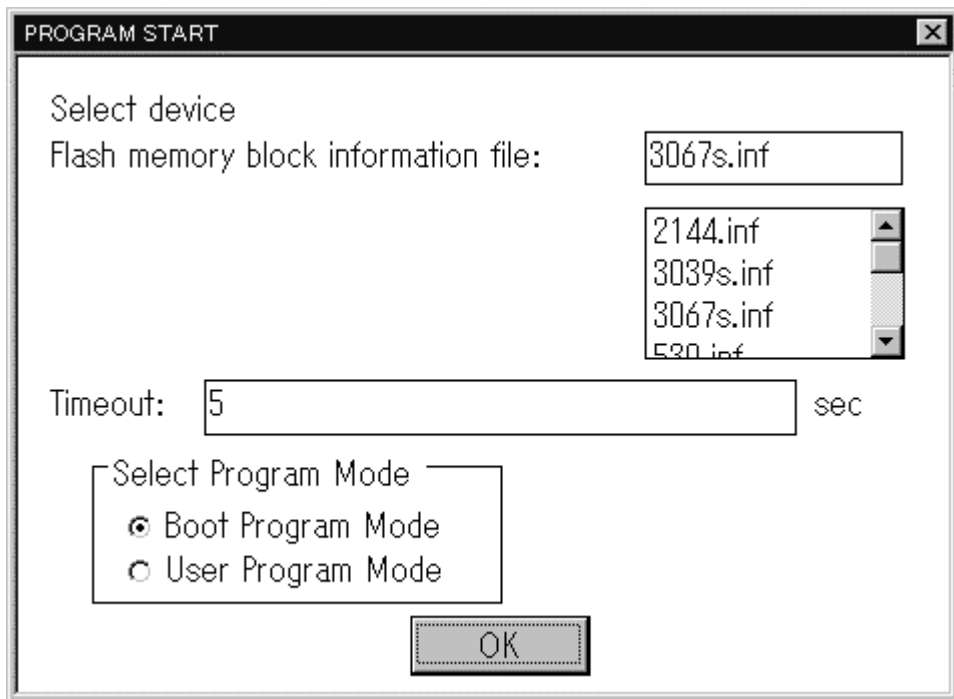 PROGRAM START
Select device
Flash memory block information file:
3067s.inf
2144.inf
3039s.inf
3067s.inf
Timeout:
5
sec
Select Program Mode
Boot Program Mode
User Program Mode
OK